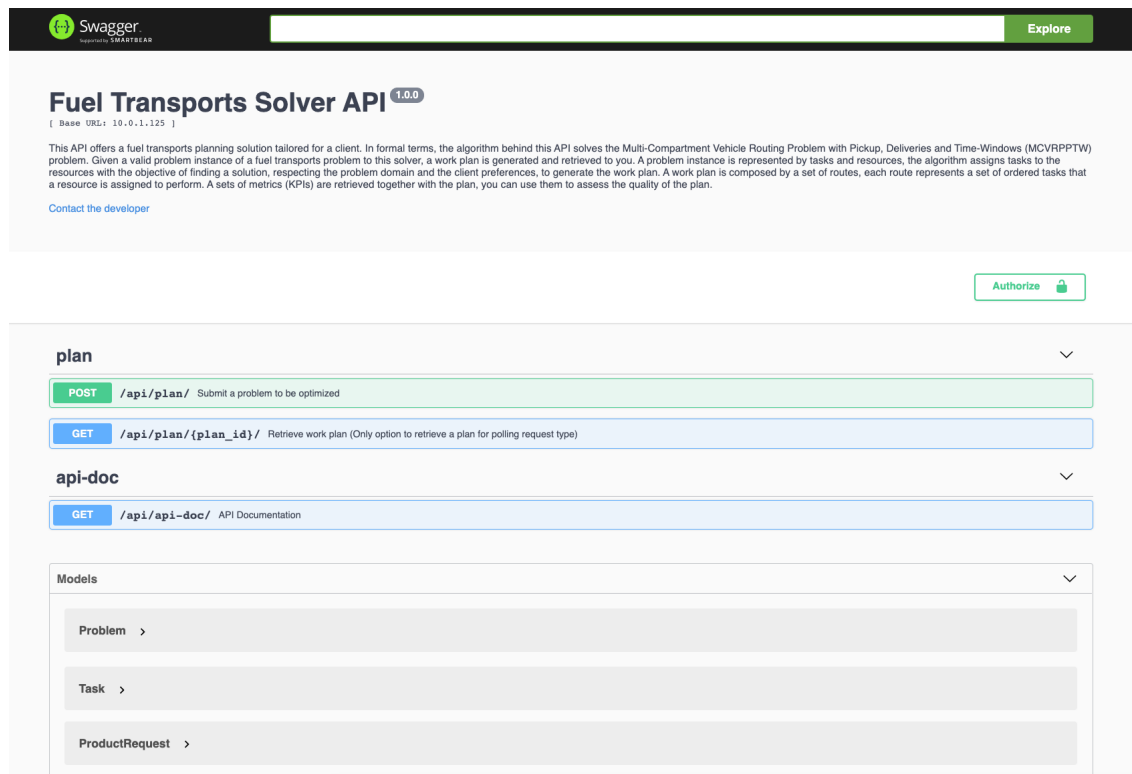 Swagger.
Supported by SMARTBEAR
Explore
Fuel Transports Solver API 1.0.0
[ Base URL: 10.0.1.125 ]
This API offers a fuel transports planning solution tailored for a client. In formal terms, the algorithm behind this API solves the Multi-Compartment Vehicle Routing Problem with Pickup, Deliveries and Time-Windows (MCVRPPTW)
problem. Given a valid problem instance of a fuel transports problem to this solver, a work plan is generated and retrieved to you. A problem instance is represented by tasks and resources, the algorithm assigns tasks to the
resources with the objective of finding a solution, respecting the problem domain and the client preferences, to generate the work plan. A work plan is composed by a set of routes, each route represents a set of ordered tasks that
a resource is assigned to perform. A sets of metrics (KPIs) are retrieved together with the plan, you can use them to assess the quality of the plan.
Contact the developer
Authorize
plan
POST /api/plan/ Submit a problem to be optimized
GET /api/plan/{plan_id}/ Retrieve work plan (Only option to retrieve a plan for polling request type)
api-doc
GET /api/api-doc/ API Documentation
Models
Problem
Task
ProductRequest